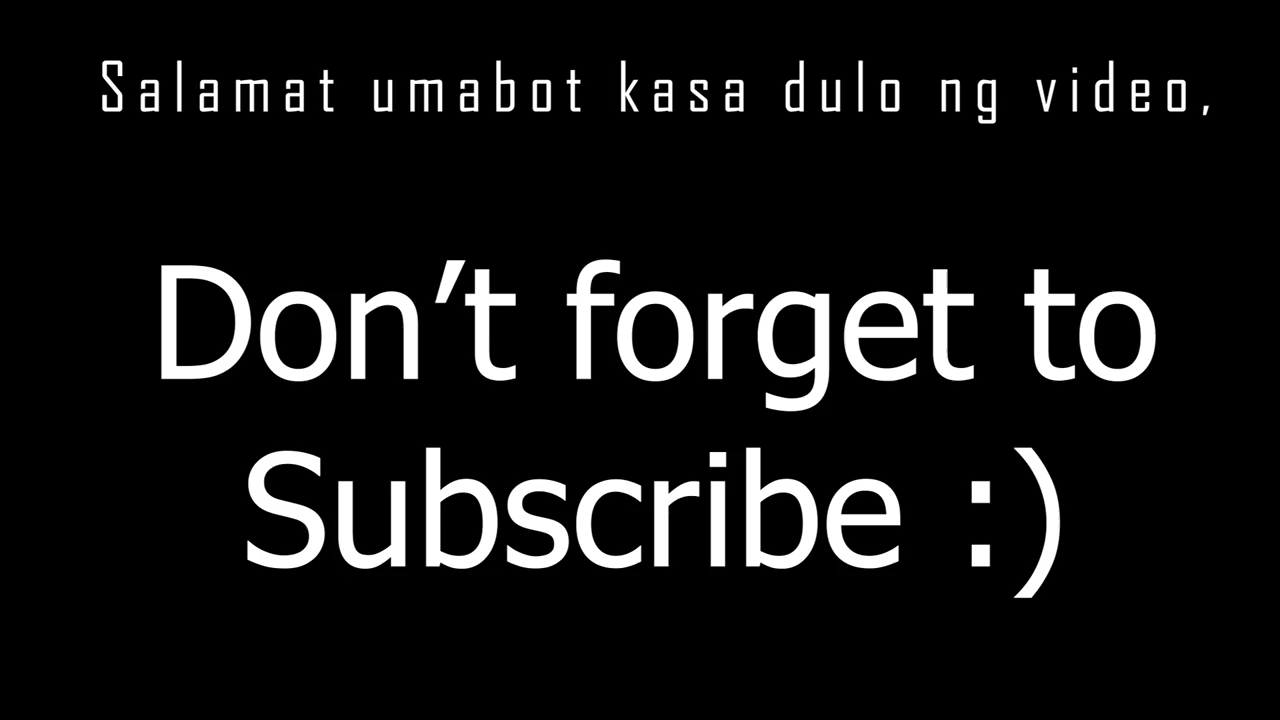 Salamat umabot kasa dulo ng video,
Don’t forget to
Subscribe :)